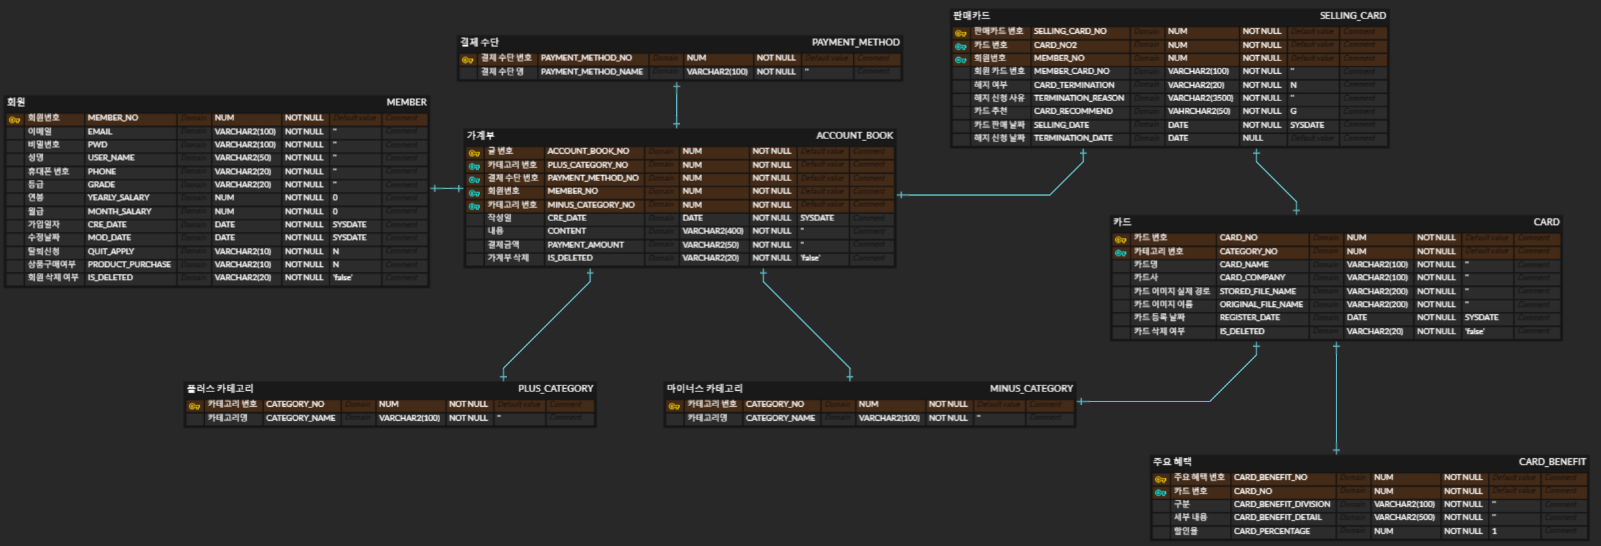 판매카드 SELLING_CARD
판매카드 번호 SELLING_CARD_NO Domain NUM NOT NULL Default value Comment
카드 번호 CARD_NO2 Domain NUM NOT NULL Default value Comment
회원번호 MEMBER_NO Domain NUM NOT NULL Default value Comment
회원 카드 번호 MEMBER_CARD_NO Domain VARCHAR2(100) NOT NULL '' Comment
해지 여부 CARD_TERMINATION Domain VARCHAR2(20) NOT NULL N Comment
해지 신청 사유 TERMINATION_REASON Domain VARCHAR2(3500) NOT NULL '' Comment
카드 추천 CARD_RECOMMEND Domain VAHRCHR2(50) NOT NULL G Comment
카드 판매 날짜 SELLING_DATE Domain DATE NOT NULL SYSDATE Comment
해지 신청 날짜 TERMINATION_DATE Domain DATE NULL Default value Comment
결제 수단 PAYMENT_METHOD
결제 수단 번호 PAYMENT_METHOD_NO Domain NUM NOT NULL Default value Comment
결제 수단 명 PAYMENT_METHOD_NAME Domain VARCHAR2(100) NOT NULL '' Comment
회원 MEMBER
회원번호 MEMBER_NO Domain NUM NOT NULL Default value Comment
이메일 EMAIL Domain VARCHAR2(100) NOT NULL '' Comment
비밀번호 PWD Domain VARCHAR2(100) NOT NULL '' Comment
성명 USER_NAME Domain VARCHAR2(50) NOT NULL '' Comment
휴대폰 번호 PHONE Domain VARCHAR2(20) NOT NULL '' Comment
등급 GRADE Domain VARCHAR2(20) NOT NULL '' Comment
연봉 YEARLY_SALARY Domain NUM NOT NULL 0 Comment
월급 MONTH_SALARY Domain NUM NOT NULL 0 Comment
가입일자 CRE_DATE Domain DATE NOT NULL SYSDATE Comment
수정날짜 MOD_DATE Domain DATE NOT NULL SYSDATE Comment
탈퇴신청 QUIT_APPLY Domain VARCHAR2(10) NOT NULL N Comment
상품구매여부 PRODUCT_PURCHASE Domain VARCHAR2(10) NOT NULL N Comment
회원 삭제 여부 IS_DELETED Domain VARCHAR2(20) NOT NULL 'false' Comment
가계부 ACCOUNT_BOOK
글 번호 ACCOUNT_BOOK_NO Domain NUM NOT NULL Default value Comment
카테고리 번호 PLUS_CATEGORY_NO Domain NUM NOT NULL Default value Comment
결제 수단 번호 PAYMENT_METHOD_NO Domain NUM NOT NULL Default value Comment
회원번호 MEMBER_NO Domain NUM NOT NULL Default value Comment
카테고리 번호 MINUS_CATEGORY_NO Domain NUM NOT NULL Default value Comment
작성일 CRE_DATE Domain DATE NOT NULL SYSDATE Comment
내용 CONTENT Domain VARCHAR2(400) NOT NULL '' Comment
결제금액 PAYMENT_AMOUNT Domain VARCHAR2(50) NOT NULL '' Comment
가계부 삭제 IS_DELETED Domain VARCHAR2(20) NOT NULL 'false' Comment
카드 CARD
카드 번호 CARD_NO Domain NUM NOT NULL Default value Comment
카테고리 번호 CATEGORY_NO Domain NUM NOT NULL Default value Comment
카드명 CARD_NAME Domain VARCHAR2(100) NOT NULL '' Comment
카드사 CARD_COMPANY Domain VARCHAR2(100) NOT NULL '' Comment
카드 이미지 실제 경로 STORED_FILE_NAME Domain VARCHAR2(200) NOT NULL '' Comment
카드 이미지 이름 ORIGINAL_FILE_NAME Domain VARCHAR2(200) NOT NULL '' Comment
카드 등록 날짜 REGISTER_DATE Domain DATE NOT NULL SYSDATE Comment
카드 삭제 여부 IS_DELETED Domain VARCHAR2(20) NOT NULL 'false' Comment
플러스 카테고리 PLUS_CATEGORY
카테고리 번호 CATEGORY_NO Domain NUM NOT NULL Default value Comment
카테고리명 CATEGORY_NAME Domain VARCHAR2(100) NOT NULL '' Comment
마이너스 카테고리 MINUS_CATEGORY
카테고리 번호 CATEGORY_NO Domain NUM NOT NULL Default value Comment
카테고리명 CATEGORY_NAME Domain VARCHAR2(100) NOT NULL '' Comment
주요 혜택 CARD_BENEFIT
주요 혜택 번호 CARD_BENEFIT_NO Domain NUM NOT NULL Default value Comment
카드 번호 CARD_NO Domain NUM NOT NULL Default value Comment
구분 CARD_BENEFIT_DIVISION Domain VARCHAR2(100) NOT NULL '' Comment
세부 내용 CARD_BENEFIT_DETAIL Domain VARCHAR2(500) NOT NULL '' Comment
할인율 CARD_PERCENTAGE Domain NUM NOT NULL 1 Comment